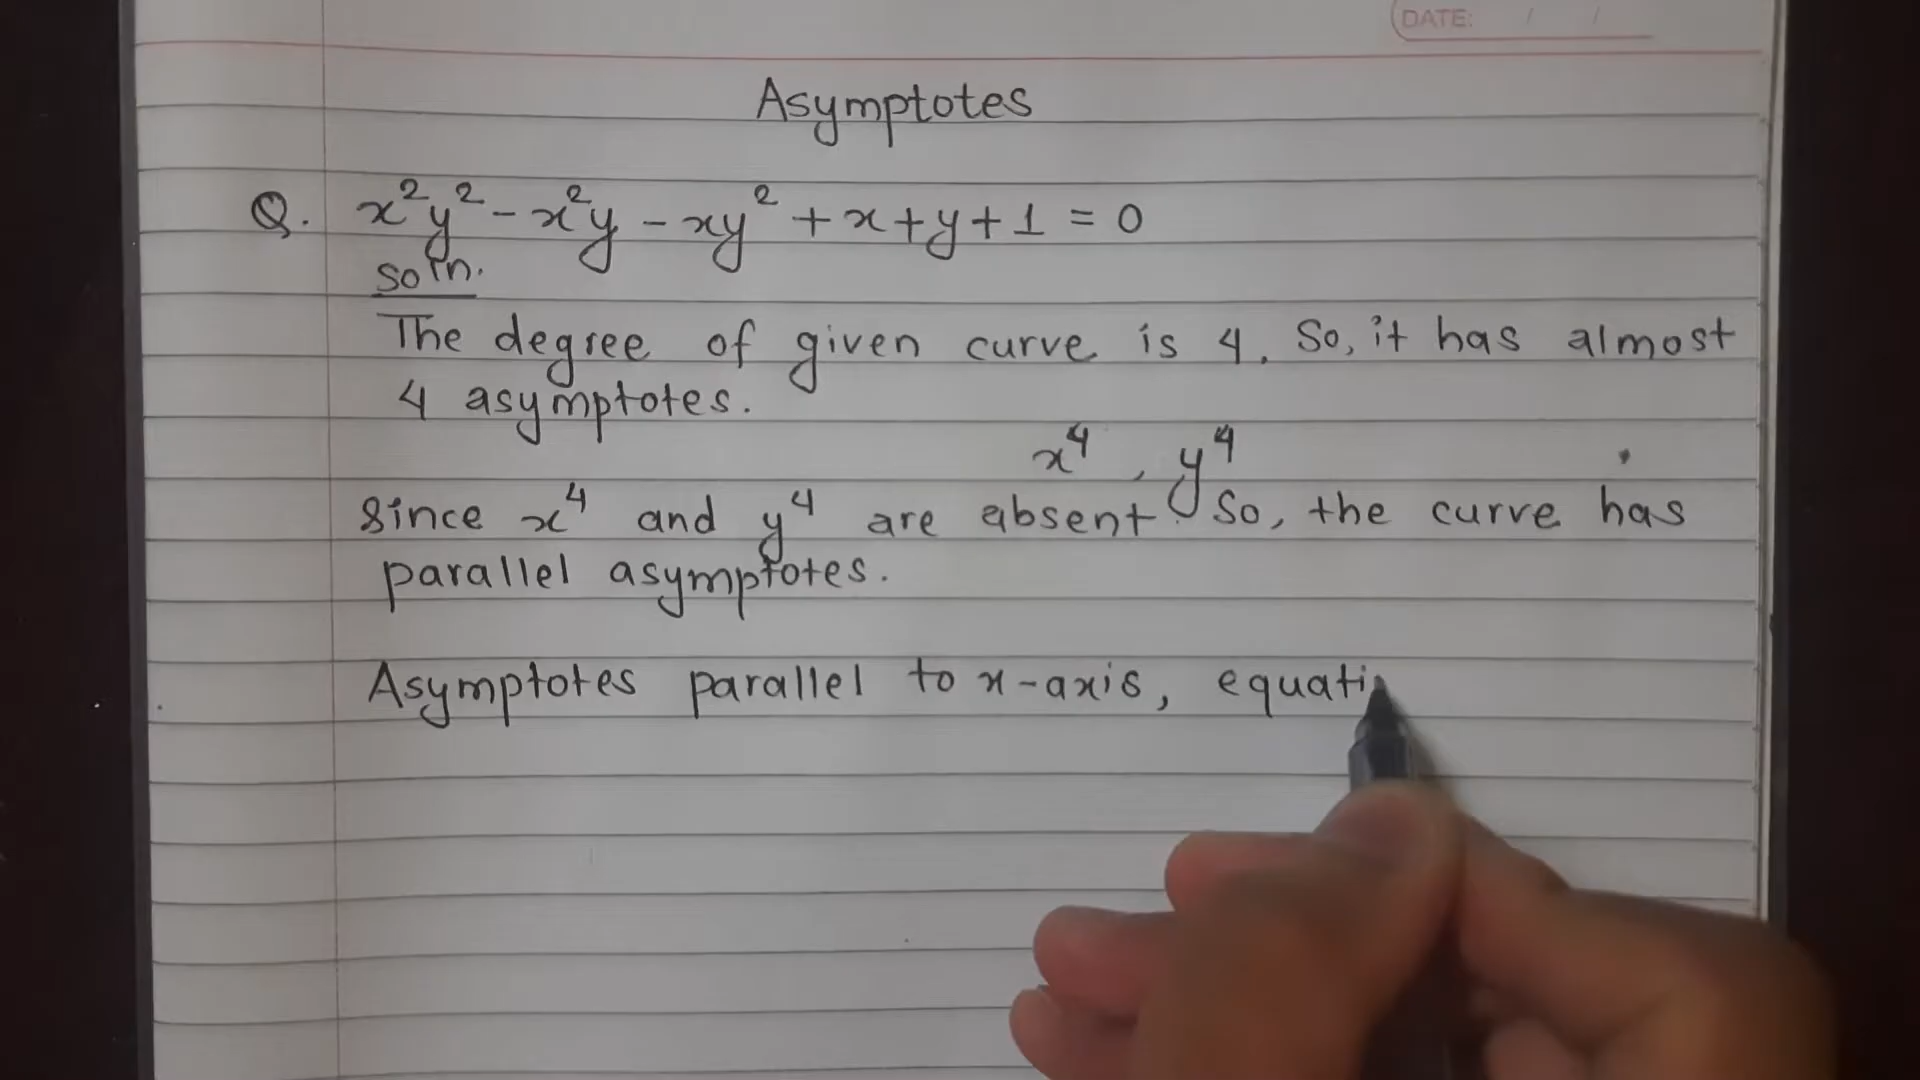 DATE: / /
Asymptotes
Q. x²y² - x²y - xy² + x + y + 1 = 0
Soln.
The degree of given curve is 4. So, it has almost
4 asymptotes.
x⁴, y⁴
Since x⁴ and y⁴ are absent. So, the curve has
parallel asymptotes.
Asymptotes parallel to x-axis, equati